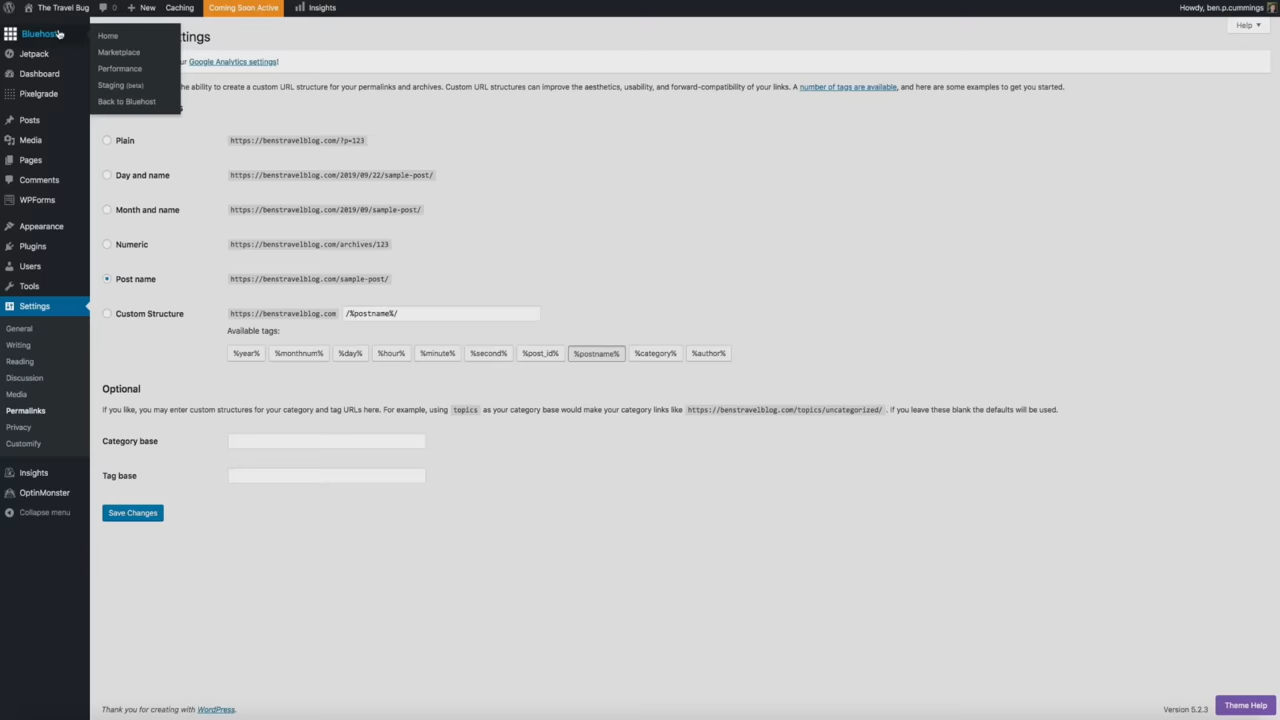 The Travel Bug 0 New Caching Coming Soon Active Insights Howdy, ben.p.cummings
Bluehost
Jetpack
Dashboard
Pixelgrade
Posts
Media
Pages
Comments
WPForms
Appearance
Plugins
Users
Tools
Settings
General
Writing
Reading
Discussion
Media
Permalinks
Privacy
Customify
Insights
OptinMonster
Collapse menu
Home
Marketplace
Performance
Staging (beta)
Back to Bluehost
Help
Google Analytics settings!
the ability to create a custom URL structure for your permalinks and archives. Custom URL structures can improve the aesthetics, usability, and forward-compatibility of your links. A number of tags are available, and here are some examples to get you started.
Plain https://benstravelblog.com/?p=123
Day and name https://benstravelblog.com/2019/09/22/sample-post/
Month and name https://benstravelblog.com/2019/09/sample-post/
Numeric https://benstravelblog.com/archives/123
Post name https://benstravelblog.com/sample-post/
Custom Structure https://benstravelblog.com /%postname%/
Available tags:
%year% %monthnum% %day% %hour% %minute% %second% %post_id% %postname% %category% %author%
Optional
If you like, you may enter custom structures for your category and tag URLs here. For example, using topics as your category base would make your category links like https://benstravelblog.com/topics/uncategorized/ . If you leave these blank the defaults will be used.
Category base
Tag base
Save Changes
Thank you for creating with WordPress.
Version 5.2.3
Theme Help